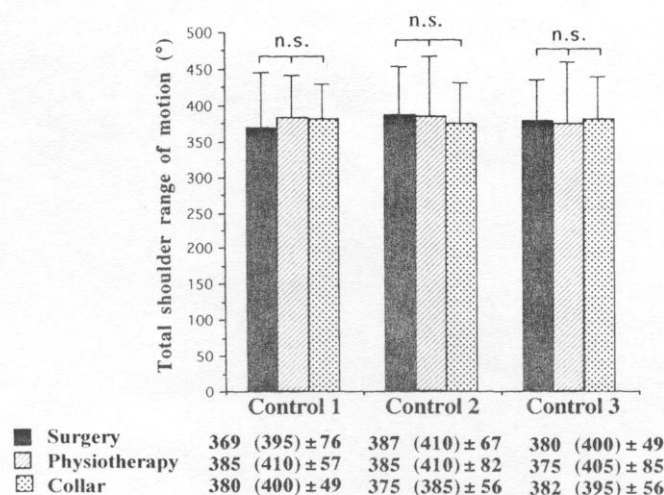 Total shoulder range of motion (°)
500
450
400
350
300
250
200
150
100
50
0
n.s.
n.s.
n.s.
Control 1 Control 2 Control 3
Surgery 369 (395) ± 76 387 (410) ± 67 380 (400) ± 49
Physiotherapy 385 (410) ± 57 385 (410) ± 82 375 (405) ± 85
Collar 380 (400) ± 49 375 (385) ± 56 382 (395) ± 56